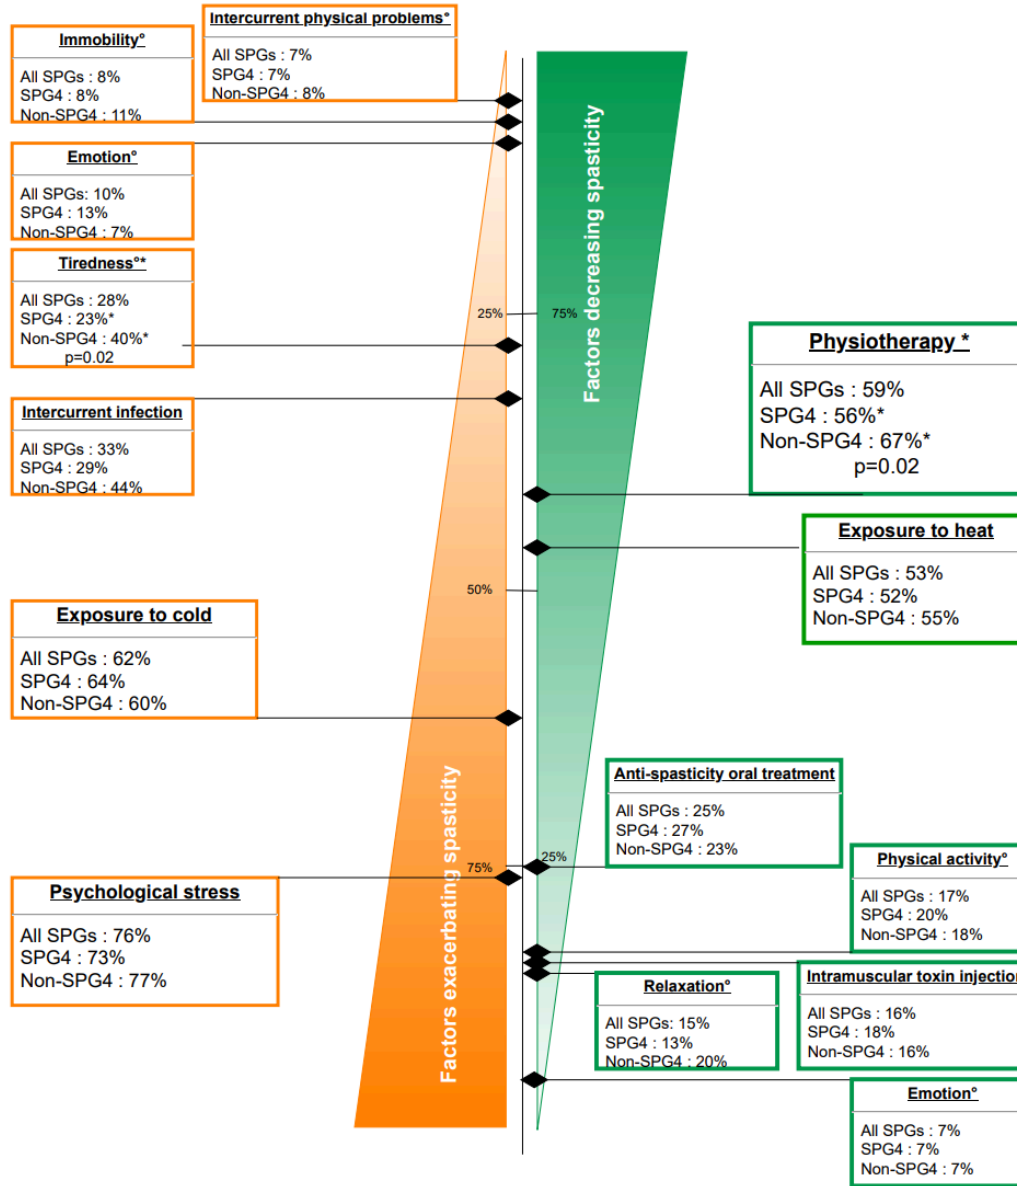 Intercurrent physical problems°
All SPGs : 7%
SPG4 : 7%
Non-SPG4 : 8%
Immobility°
All SPGs : 8%
SPG4 : 8%
Non-SPG4 : 11%
Emotion°
All SPGs: 10%
SPG4 : 13%
Non-SPG4 : 7%
Tiredness°*
All SPGs : 28%
SPG4 : 23%*
Non-SPG4 : 40%*
p=0.02
Intercurrent infection
All SPGs : 33%
SPG4 : 29%
Non-SPG4 : 44%
Exposure to cold
All SPGs : 62%
SPG4 : 64%
Non-SPG4 : 60%
Psychological stress
All SPGs : 76%
SPG4 : 73%
Non-SPG4 : 77%
Factors exacerbating spasticity
25%
50%
75%
Factors decreasing spasticity
75%
25%
Physiotherapy *
All SPGs : 59%
SPG4 : 56%*
Non-SPG4 : 67%*
p=0.02
Exposure to heat
All SPGs : 53%
SPG4 : 52%
Non-SPG4 : 55%
Anti-spasticity oral treatment
All SPGs : 25%
SPG4 : 27%
Non-SPG4 : 23%
Physical activity°
All SPGs : 17%
SPG4 : 20%
Non-SPG4 : 18%
Intramuscular toxin injection
All SPGs : 16%
SPG4 : 18%
Non-SPG4 : 16%
Relaxation°
All SPGs: 15%
SPG4 : 13%
Non-SPG4 : 20%
Emotion°
All SPGs : 7%
SPG4 : 7%
Non-SPG4 : 7%